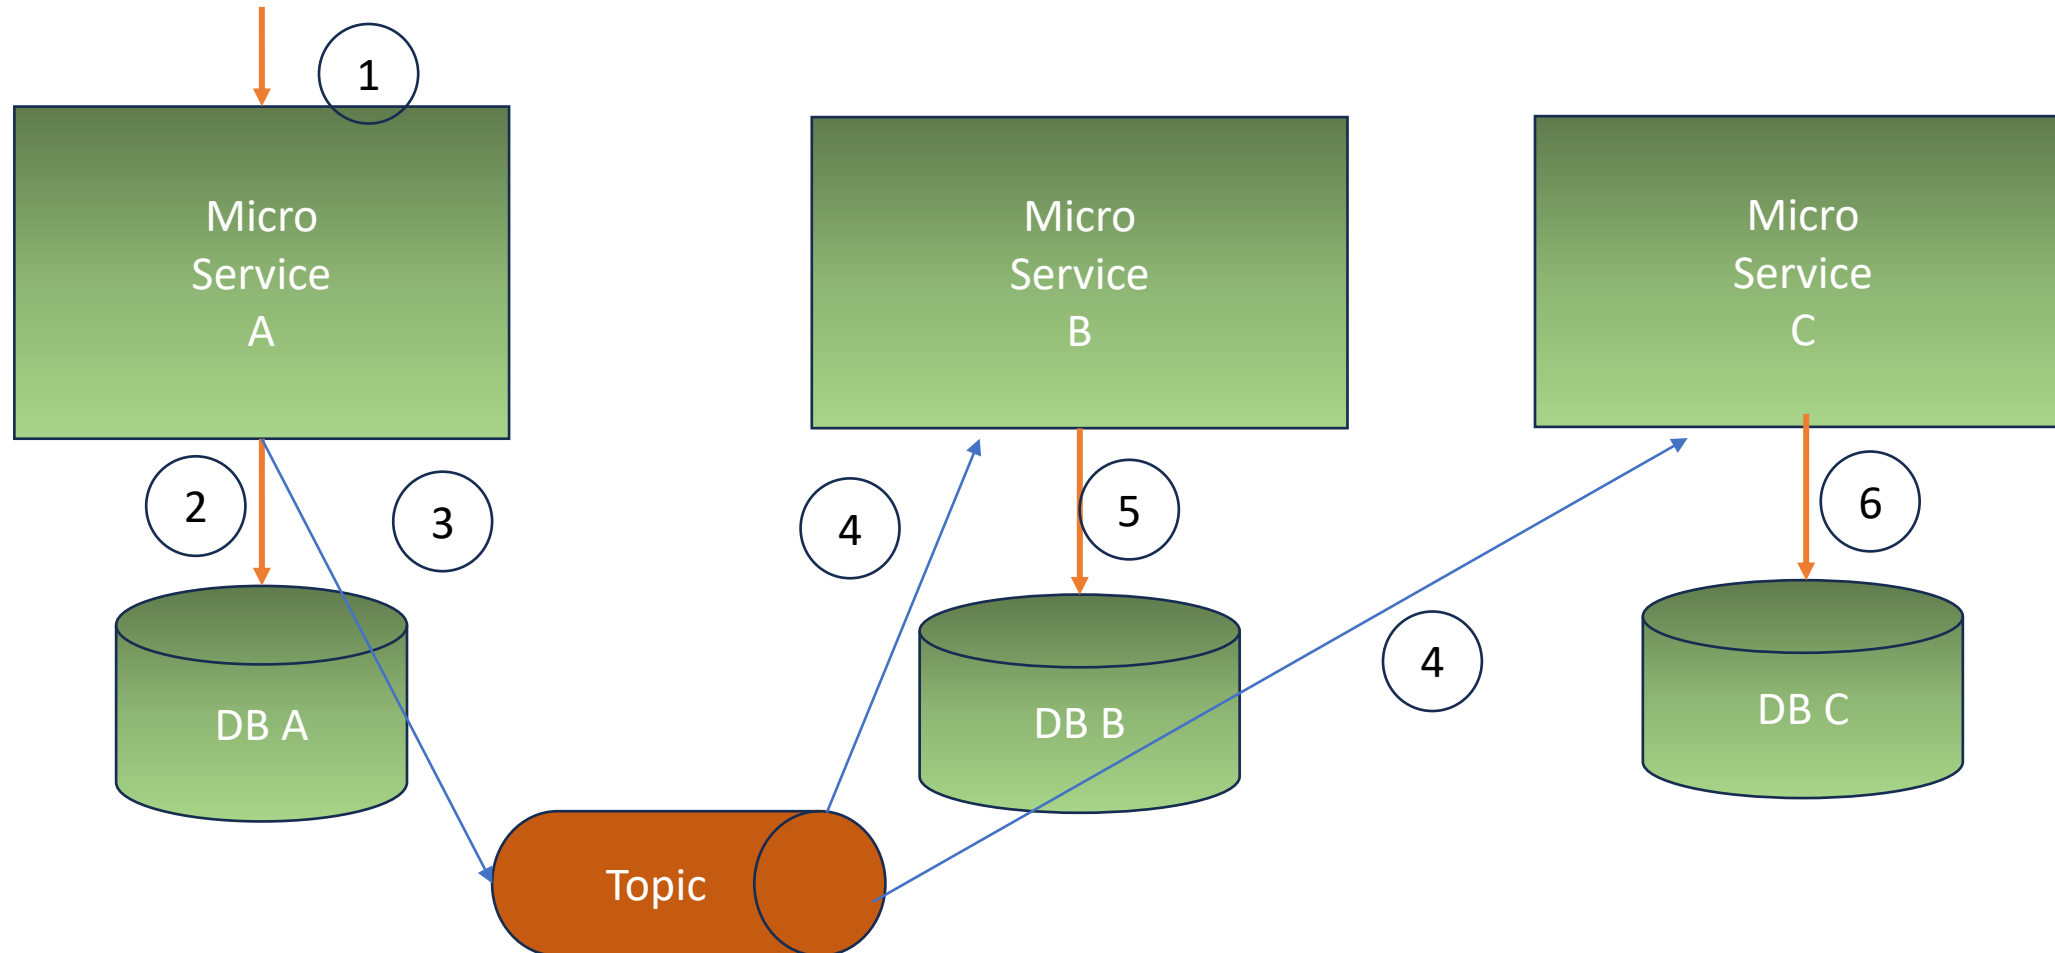 1
Micro
Service
A
Micro
Service
B
Micro
Service
C
2
3
4
5
6
4
DB A
DB B
DB C
Topic